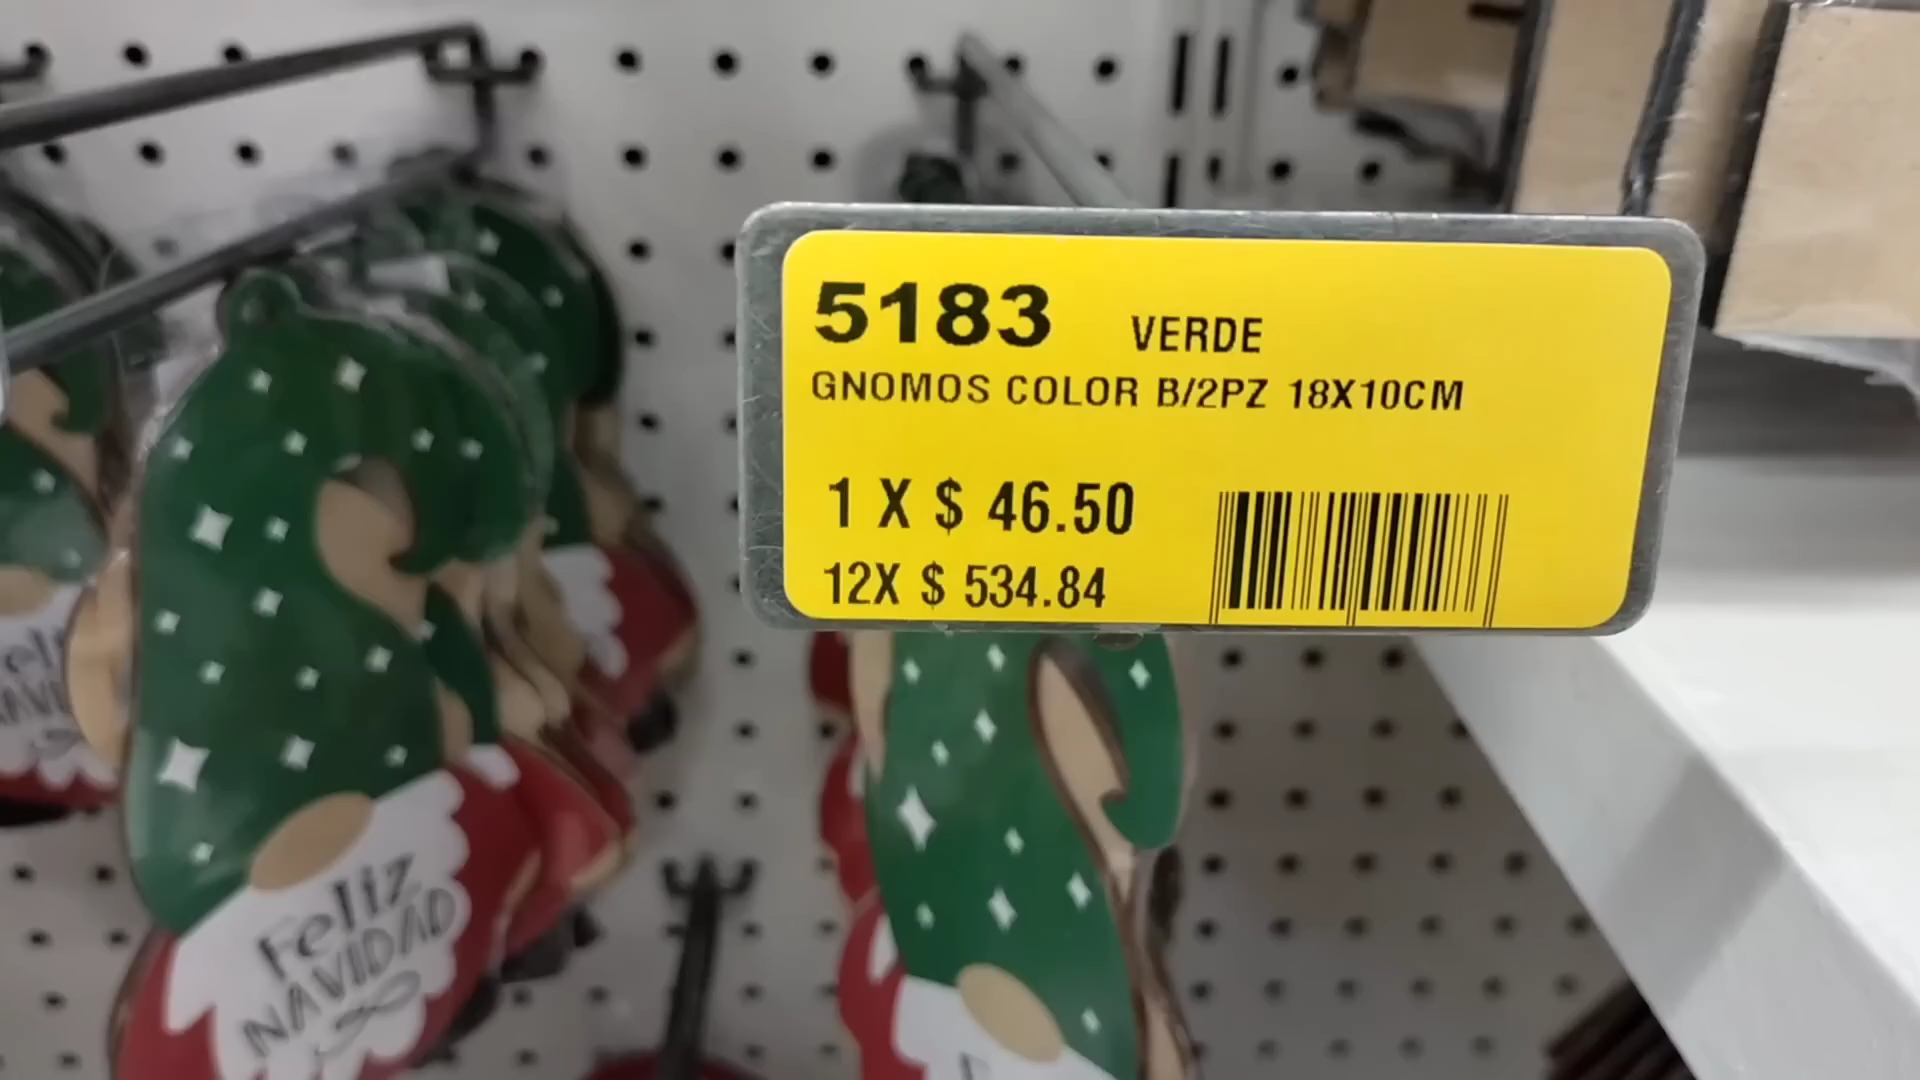 5183 VERDE
GNOMOS COLOR B/2PZ 18X10CM
1 X $ 46.50
12X $ 534.84
Feliz
NAVIDAD